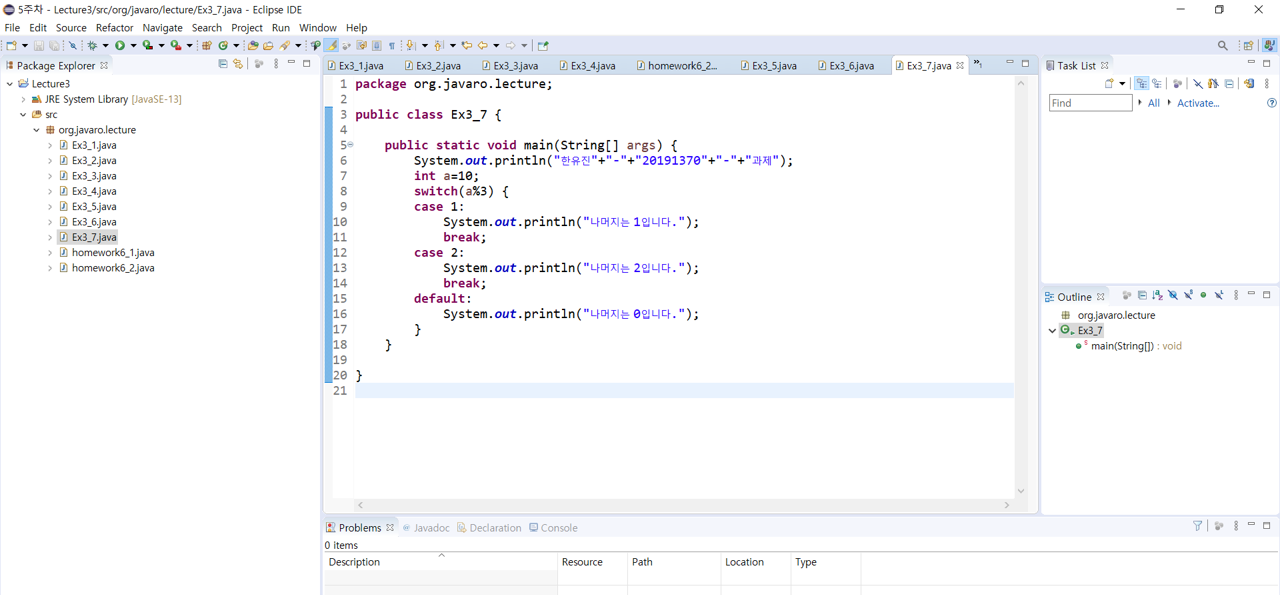 5주차 - Lecture3/src/org/javaro/lecture/Ex3_7.java - Eclipse IDE
File Edit Source Refactor Navigate Search Project Run Window Help
Package Explorer
Lecture3
JRE System Library [JavaSE-13]
src
org.javaro.lecture
Ex3_1.java
Ex3_2.java
Ex3_3.java
Ex3_4.java
Ex3_5.java
Ex3_6.java
Ex3_7.java
homework6_1.java
homework6_2.java
Ex3_1.java Ex3_2.java Ex3_3.java Ex3_4.java homework6_2... Ex3_5.java Ex3_6.java Ex3_7.java »1
1 package org.javaro.lecture;
2
3 public class Ex3_7 {
4
5 public static void main(String[] args) {
6 System.out.println("한유진"+"-"+"20191370"+"-"+"과제");
7 int a=10;
8 switch(a%3) {
9 case 1:
10 System.out.println("나머지는 1입니다.");
11 break;
12 case 2:
13 System.out.println("나머지는 2입니다.");
14 break;
15 default:
16 System.out.println("나머지는 0입니다.");
17 }
18 }
19
20 }
21
Task List
Find All Activate...
Outline
org.javaro.lecture
Ex3_7
main(String[]) : void
Problems Javadoc Declaration Console
0 items
Description Resource Path Location Type